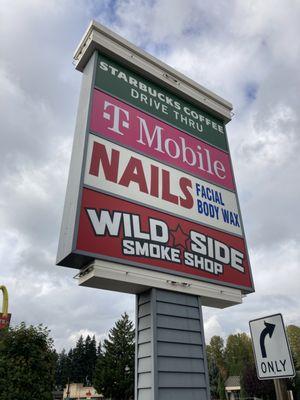 STARBUCKS COFFEE
DRIVE THRU
T Mobile
NAILS
FACIAL
BODY WAX
WILD SIDE
SMOKE SHOP
ONLY